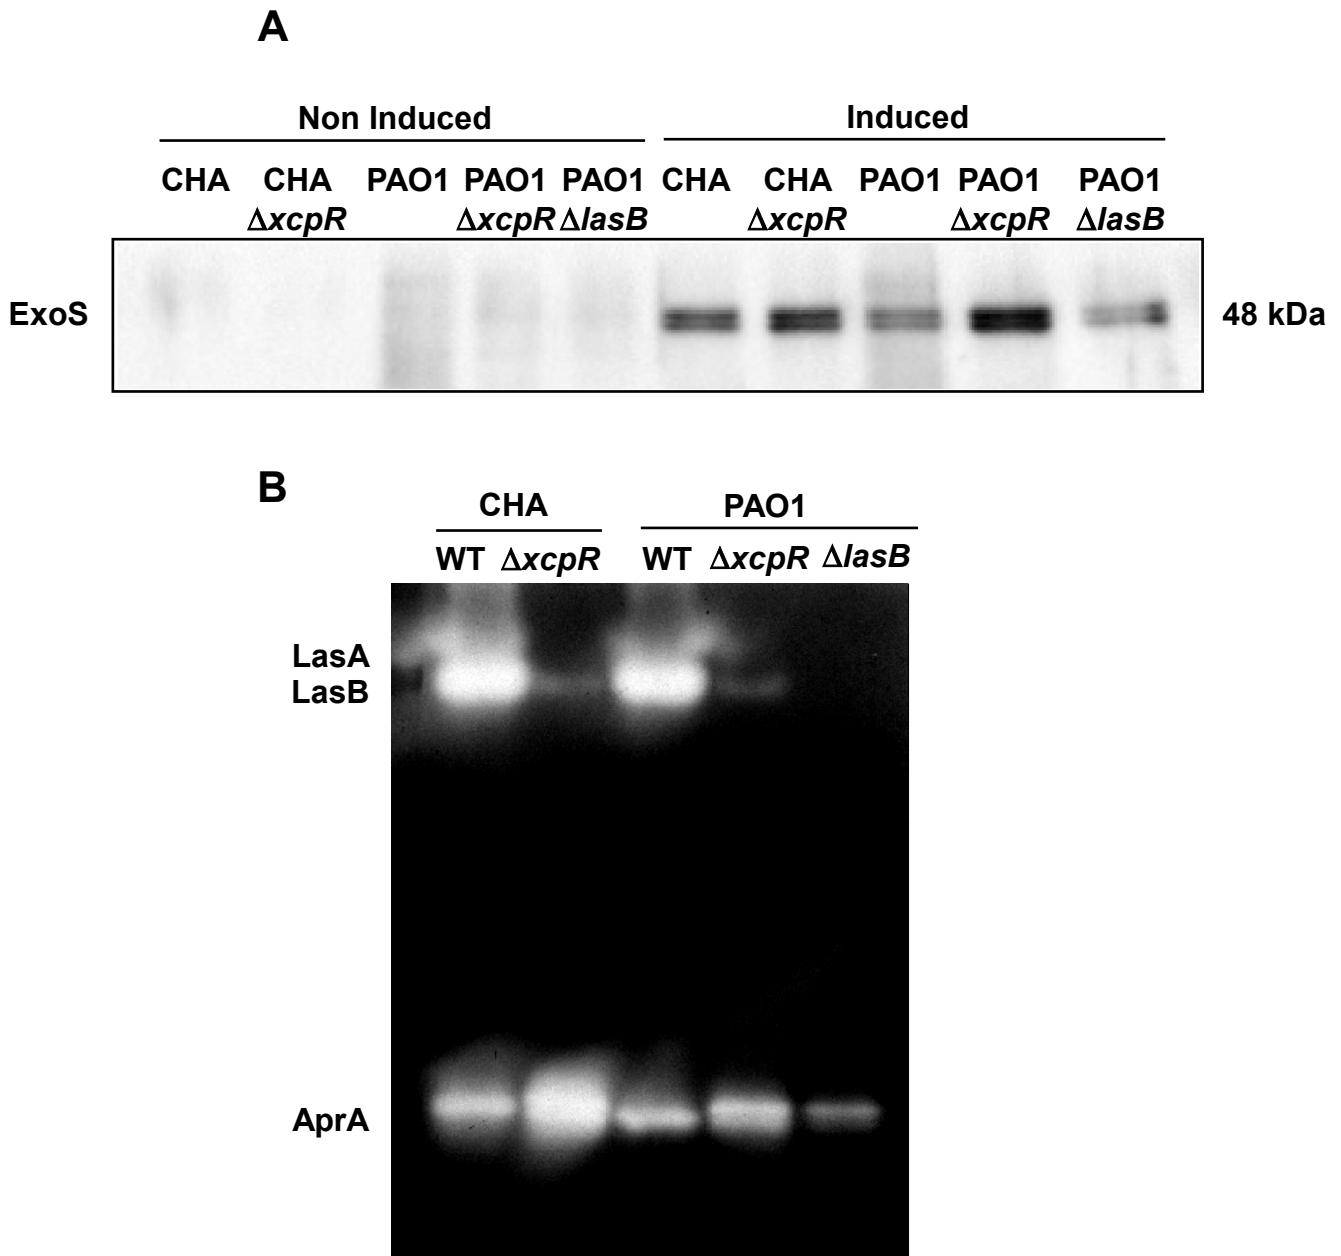 A
Non Induced Induced
CHA CHA PAO1 PAO1 PAO1 CHA CHA PAO1 PAO1 PAO1
ΔxcpR ΔxcpR ΔlasB ΔxcpR ΔxcpR ΔlasB
ExoS 48 kDa
B
CHA PAO1
WT ΔxcpR WT ΔxcpR ΔlasB
LasA
LasB
AprA